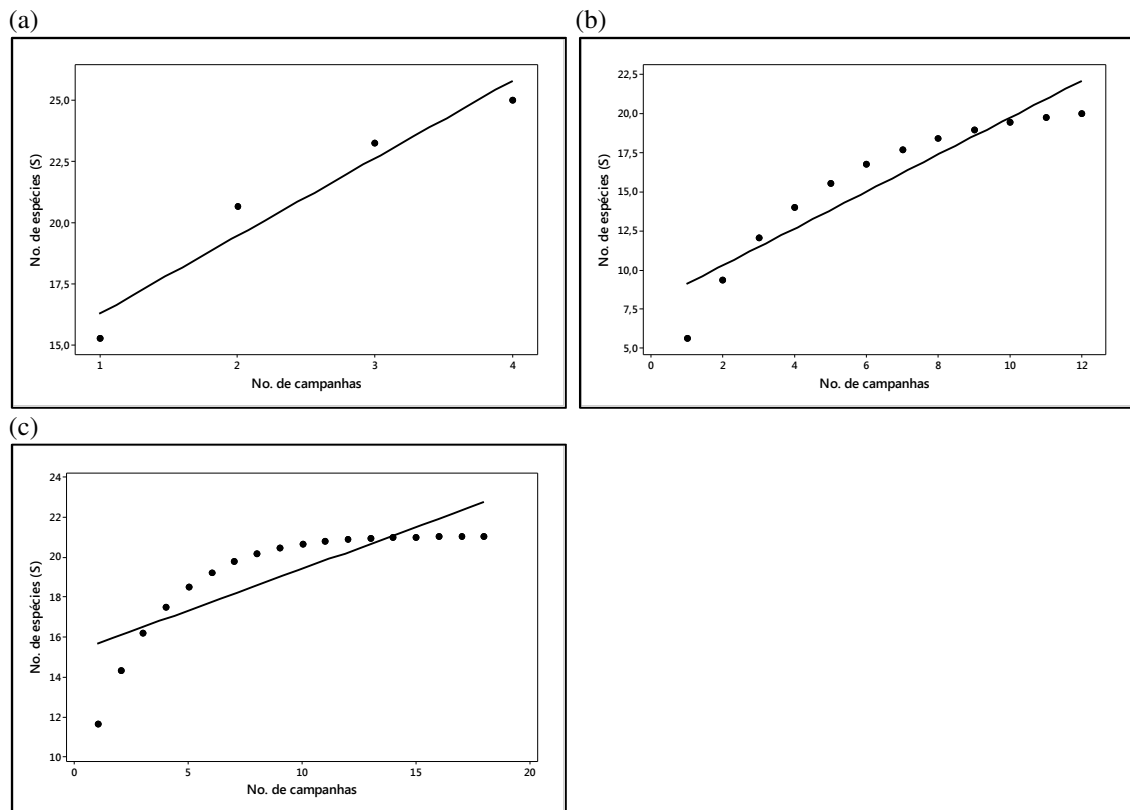 (a)
No. de espécies (S)
25,0
22,5
20,0
17,5
15,0
1 2 3 4
No. de campanhas
(b)
No. de espécies (S)
22,5
20,0
17,5
15,0
12,5
10,0
7,5
5,0
0 2 4 6 8 10 12
No. de campanhas
(c)
No. de espécies (S)
24
22
20
18
16
14
12
10
0 5 10 15 20
No. de campanhas